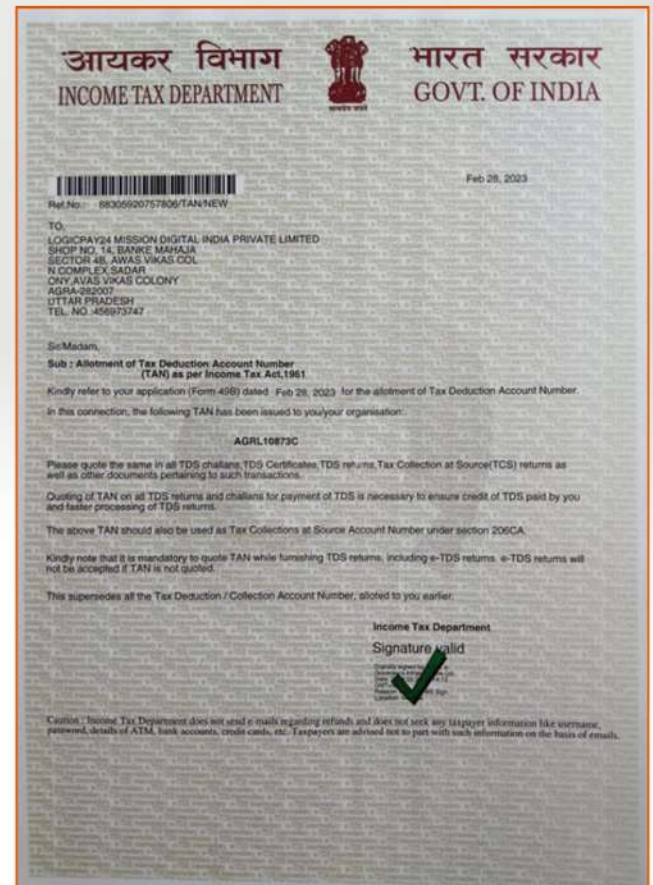 आयकर विभाग
INCOME TAX DEPARTMENT
भारत सरकार
GOVT. OF INDIA
Feb 28, 2023
Ref.No.: 88305920757806/TAN/NEW
TO,
LOGICPAY24 MISSION DIGITAL INDIA PRIVATE LIMITED
SHOP NO. 14, BANKE MAHAJA
SECTOR 4B, AWAS VIKAS COL
N COMPLEX,SADAR
ONY,AVAS VIKAS COLONY
AGRA-282007
UTTAR PRADESH
TEL. NO. :456973747
Sir/Madam,
Sub : Allotment of Tax Deduction Account Number
(TAN) as per Income Tax Act,1961
Kindly refer to your application (Form-49B) dated Feb 28, 2023 for the allotment of Tax Deduction Account Number.
In this connection, the following TAN has been issued to you/your organisation:
AGRL10873C
Please quote the same in all TDS challans,TDS Certificates,TDS returns,Tax Collection at Source(TCS) returns as
well as other documents pertaining to such transactions.
Quoting of TAN on all TDS returns and challans for payment of TDS is necessary to ensure credit of TDS paid by you
and faster processing of TDS returns.
The above TAN should also be used as Tax Collections at Source Account Number under section 206CA.
Kindly note that it is mandatory to quote TAN while furnishing TDS returns, including e-TDS returns. e-TDS returns will
not be accepted if TAN is not quoted.
This supersedes all the Tax Deduction / Collection Account Number, alloted to you earlier.
Income Tax Department
Signature valid
Caution : Income Tax Department does not send e-mails regarding refunds and does not seek any taxpayer information like username,
password, details of ATM, bank accounts, credit cards, etc. Taxpayers are advised not to part with such information on the basis of emails.